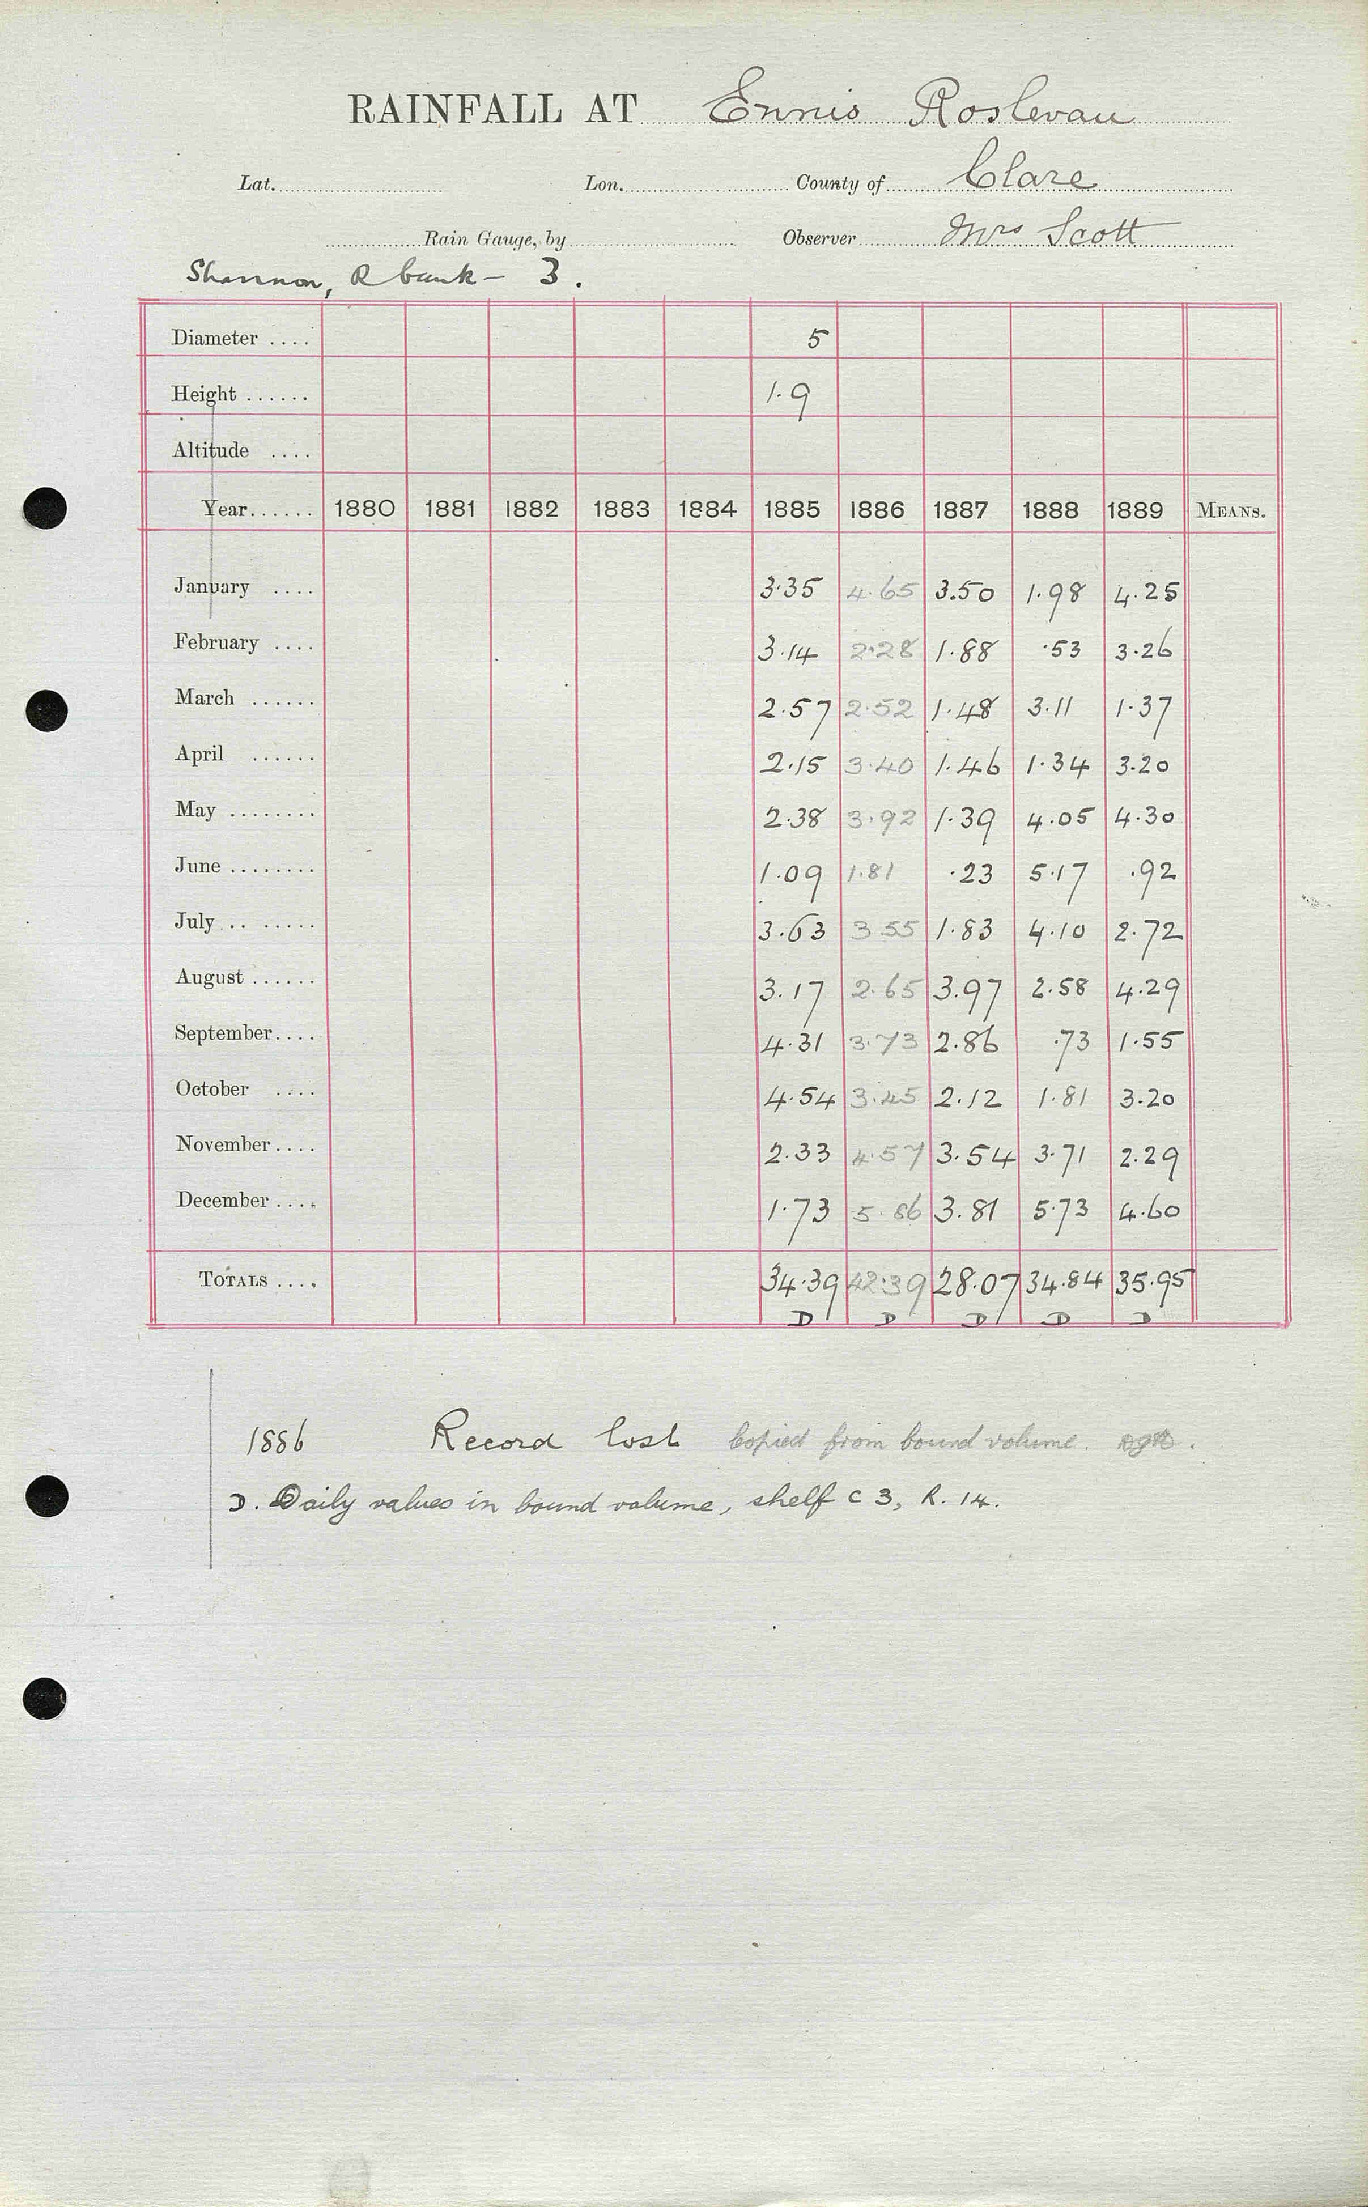 RAINFALL AT Ennis Roslevan
Lat. Lon. County of Clare
Rain Gauge, by Observer Mrs Scott
Shannon, R bank - 3.
Diameter .... 5
Height ...... 1.9
Altitude ....
Year...... 1880 1881 1882 1883 1884 1885 1886 1887 1888 1889 MEANS.
January .... 3.35 4.65 3.50 1.98 4.25
February .... 3.14 2.28 1.88 .53 3.26
March ...... 2.57 2.52 1.48 3.11 1.37
April ...... 2.15 3.40 1.46 1.34 3.20
May ........ 2.38 3.92 1.39 4.05 4.30
June ........ 1.09 1.81 .23 5.17 .92
July .. ..... 3.63 3.55 1.83 4.10 2.72
August ...... 3.17 2.65 3.97 2.58 4.29
September.... 4.31 3.73 2.86 .73 1.55
October .... 4.54 3.45 2.12 1.81 3.20
November.... 2.33 4.57 3.54 3.71 2.29
December .... 1.73 5.86 3.81 5.73 4.60
TOTALS .... 34.39 42.39 28.07 34.84 35.95
D D D D D
1886 Record lost Copied from bound volume.
D. Daily values in bound volume, shelf C 3, R. 14.